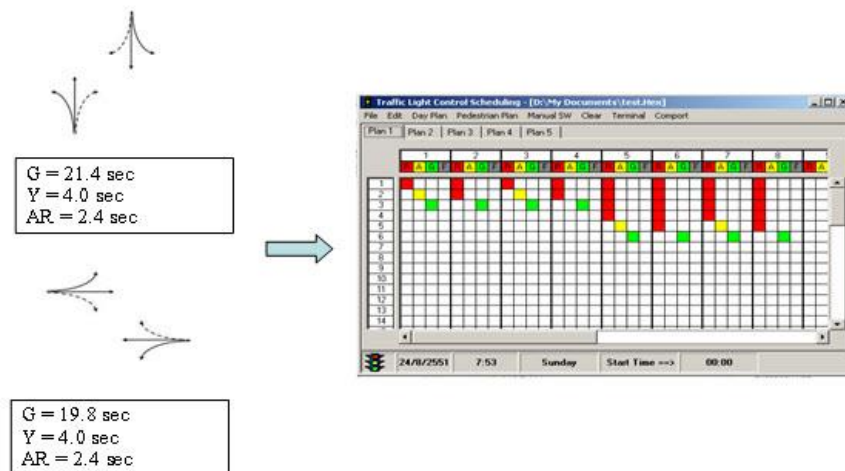 G = 21.4 sec
Y = 4.0 sec
AR = 2.4 sec
G = 19.8 sec
Y = 4.0 sec
AR = 2.4 sec
Traffic Light Control Scheduling - [D:\My Documents\test.Hex]
File Edit Day Plan Pedestrian Plan Manual SW Clear Terminal Comport
Plan 1 Plan 2 Plan 3 Plan 4 Plan 5
1 2 3 4 5 6 7 8
R A G F R A G F R A G F R A G F R A G F R A G F R A G F R A G F R A
1
2
3
4
5
6
7
8
9
10
11
12
13
14
24/8/2551 7:53 Sunday Start Time ==> 00:00